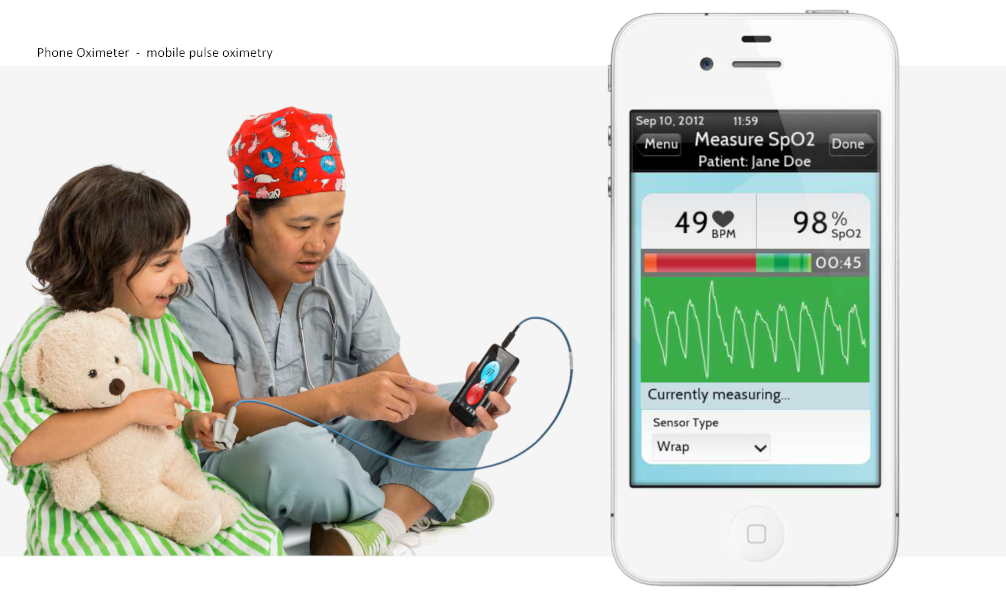 Phone Oximeter - mobile pulse oximetry
Sep 10, 2012 11:59
Menu Measure SpO2 Done
Patient: Jane Doe
49 BPM 98 % SpO2
00:45
Currently measuring...
Sensor Type
Wrap